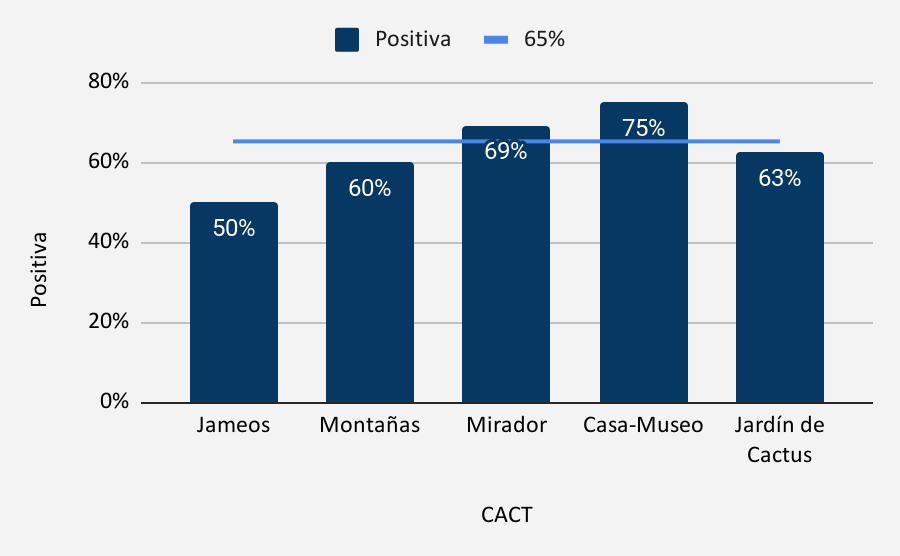 Positiva 65%
80%
60%
40%
20%
0%
Positiva
50%
60%
69%
75%
63%
Jameos
Montañas
Mirador
Casa-Museo
Jardín de
Cactus
CACT